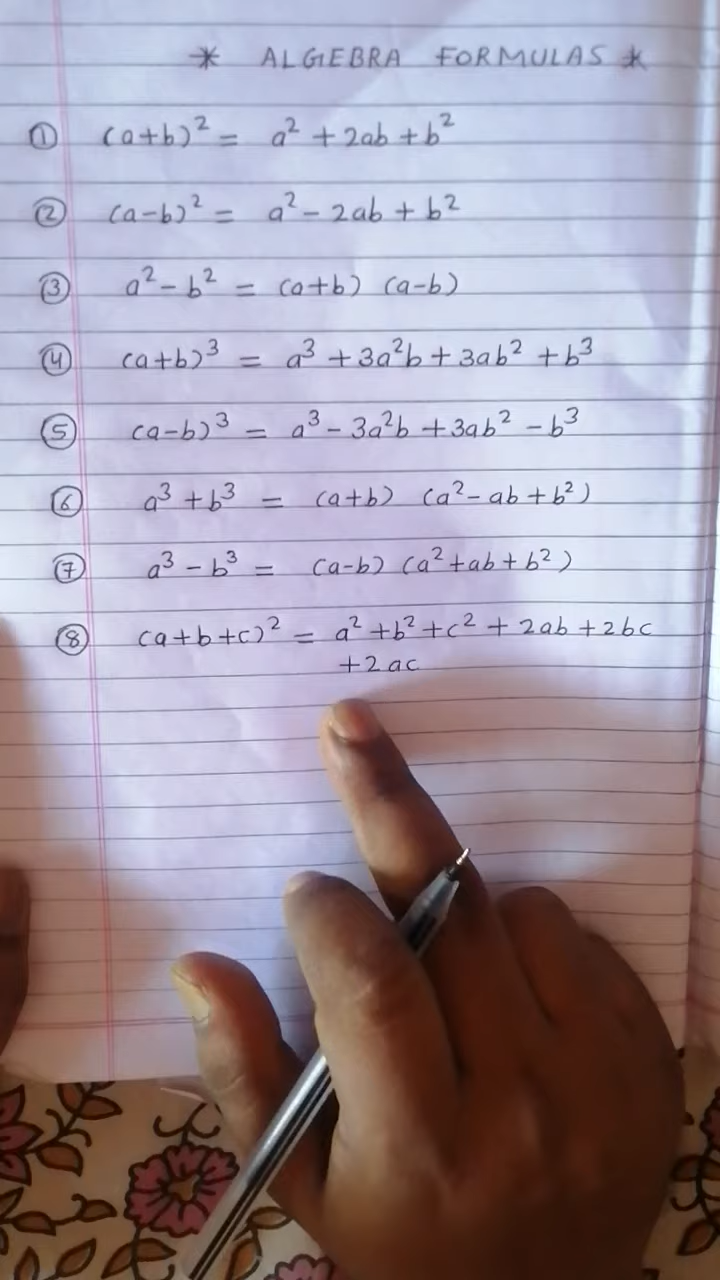 * ALGEBRA FORMULAS *
① (a+b)² = a² + 2ab + b²
② (a-b)² = a² - 2ab + b²
③ a² - b² = (a+b) (a-b)
④ (a+b)³ = a³ + 3a²b + 3ab² + b³
⑤ (a-b)³ = a³ - 3a²b + 3ab² - b³
⑥ a³ + b³ = (a+b) (a² - ab + b²)
⑦ a³ - b³ = (a-b) (a² + ab + b²)
⑧ (a+b+c)² = a² + b² + c² + 2ab + 2bc
+2ac